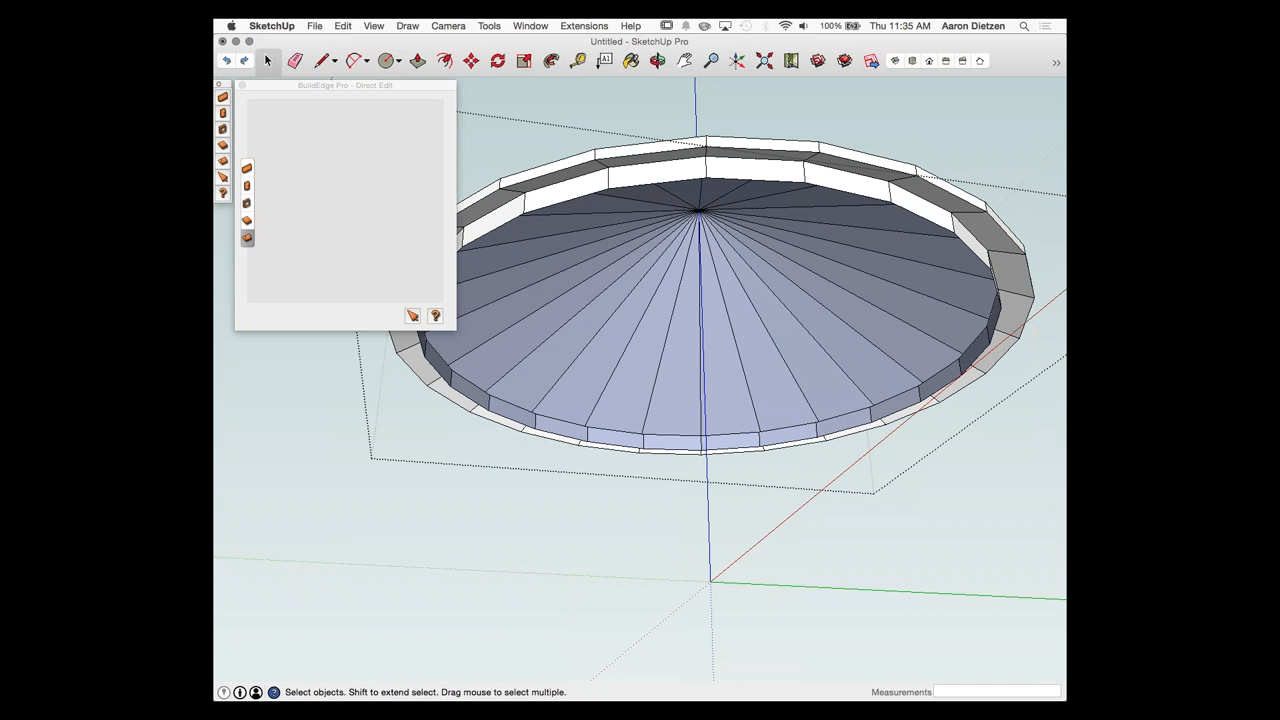 SketchUp File Edit View Draw Camera Tools Window Extensions Help 100% Thu 11:35 AM Aaron Dietzen
Untitled - SketchUp Pro
A1
BuildEdge Pro - Direct Edit
Select objects. Shift to extend select. Drag mouse to select multiple. Measurements